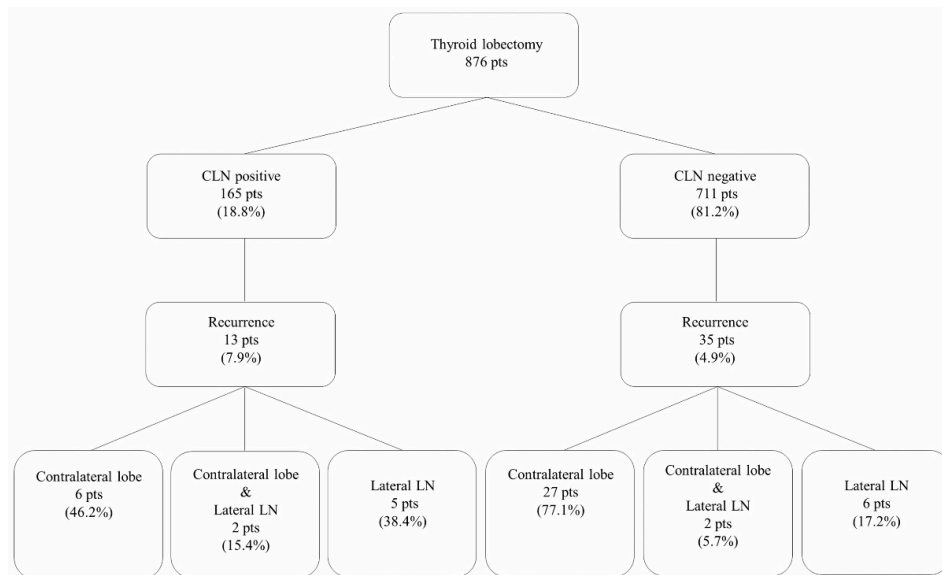 Thyroid lobectomy
876 pts
CLN positive
165 pts
(18.8%)
CLN negative
711 pts
(81.2%)
Recurrence
13 pts
(7.9%)
Recurrence
35 pts
(4.9%)
Contralateral lobe
6 pts
(46.2%)
Contralateral lobe
&
Lateral LN
2 pts
(15.4%)
Lateral LN
5 pts
(38.4%)
Contralateral lobe
27 pts
(77.1%)
Contralateral lobe
&
Lateral LN
2 pts
(5.7%)
Lateral LN
6 pts
(17.2%)